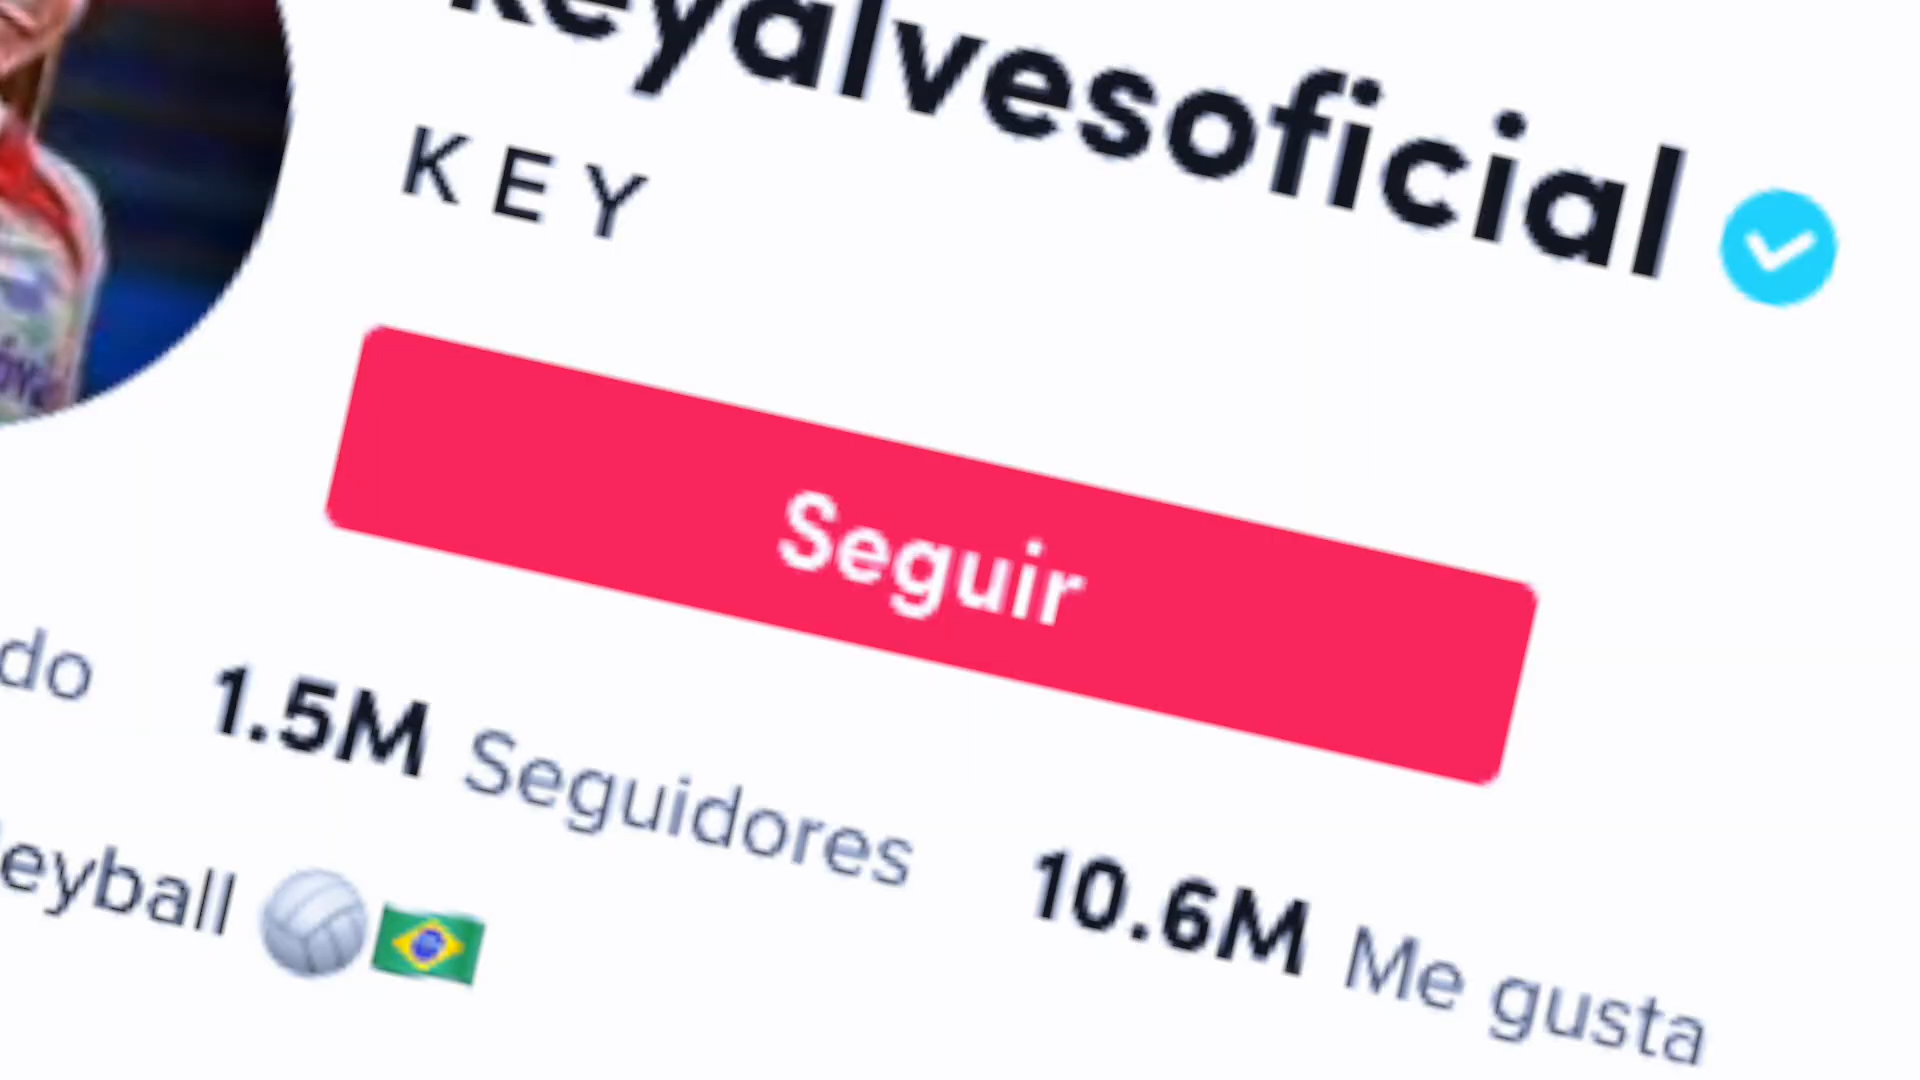 keyalvesoficial
KEY
Seguir
do 1.5M Seguidores 10.6M Me gusta
eyball 🏐🇧🇷